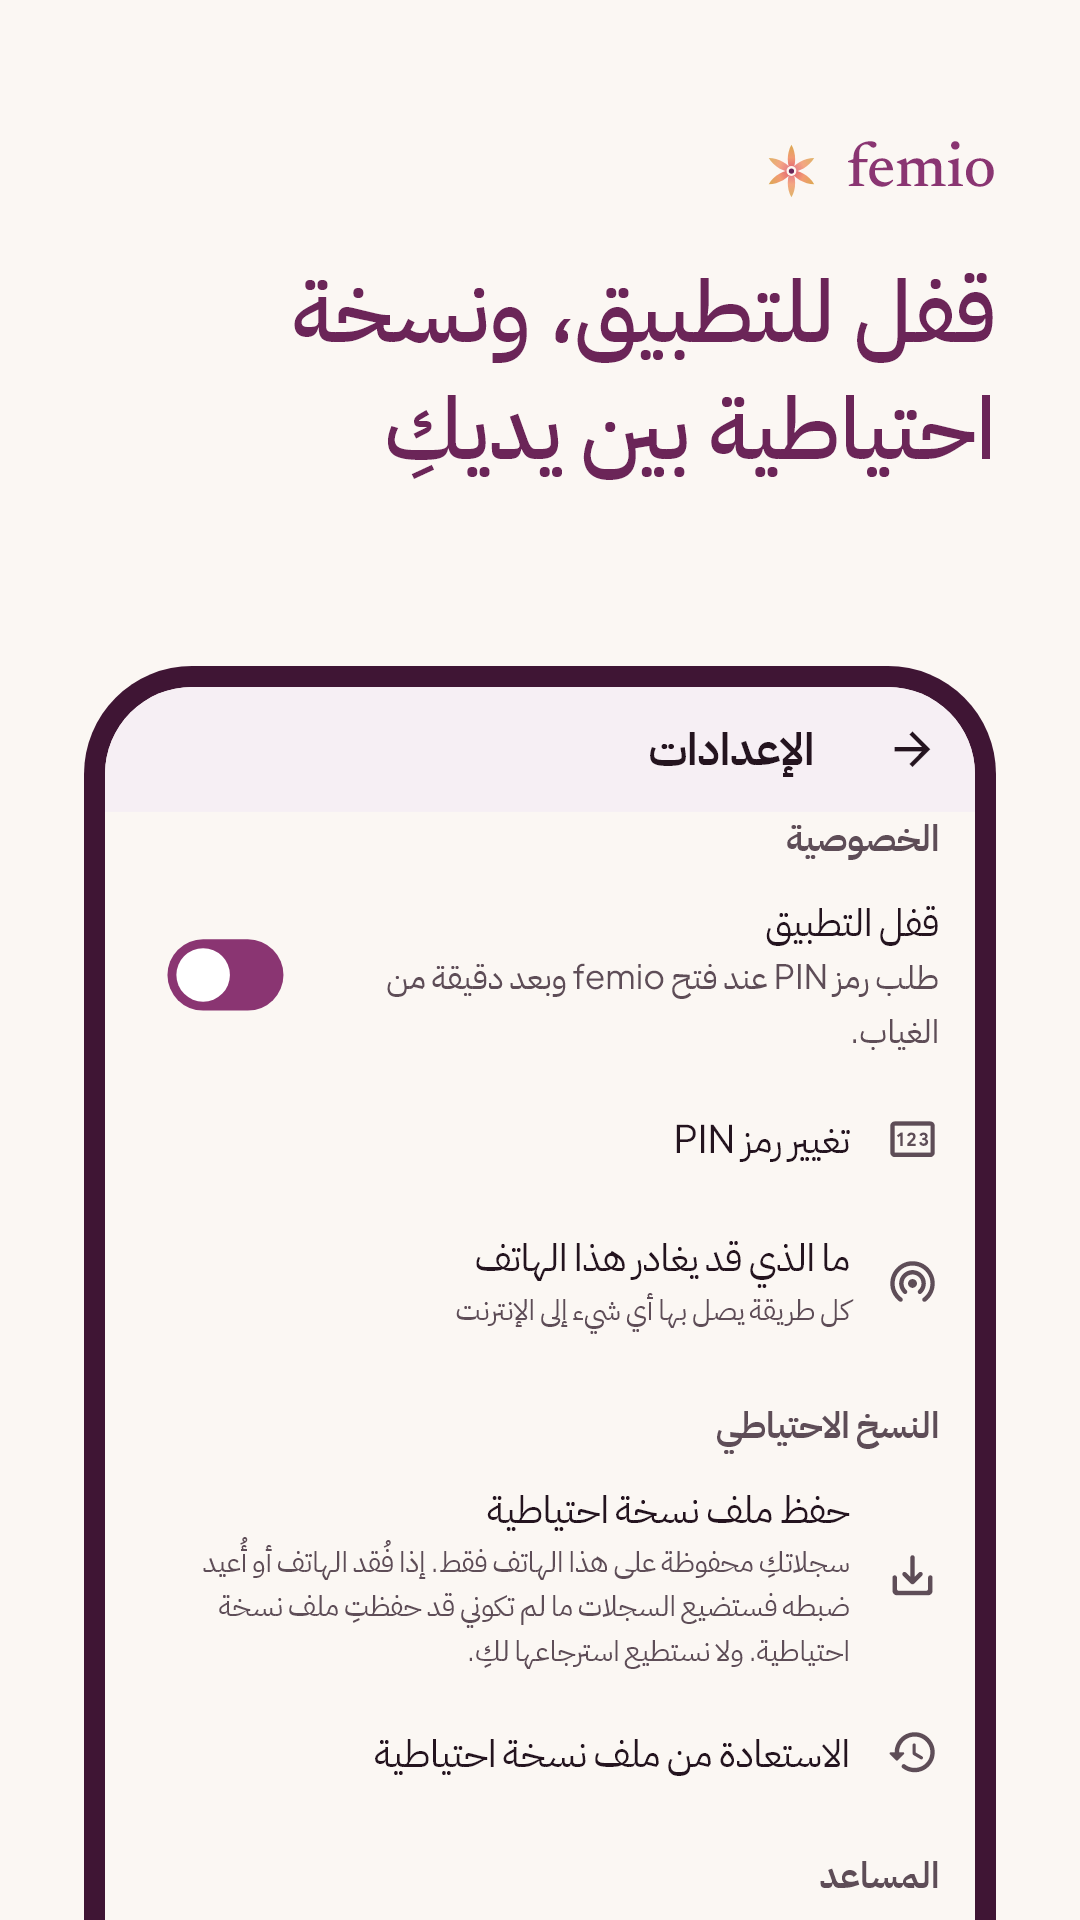 femio
قفل للتطبيق، ونسخة
احتياطية بين يديكِ
الإعدادات
الخصوصية
قفل التطبيق
طلب رمز PIN عند فتح femio وبعد دقيقة من
الغياب.
123
تغيير رمز PIN
ما الذي قد يغادر هذا الهاتف
كل طريقة يصل بها أي شيء إلى الإنترنت
النسخ الاحتياطي
حفظ ملف نسخة احتياطية
سجلاتكِ محفوظة على هذا الهاتف فقط. إذا فُقد الهاتف أو أُعيد
ضبطه فستضيع السجلات ما لم تكوني قد حفظتِ ملف نسخة
احتياطية. ولا نستطيع استرجاعها لكِ.
الاستعادة من ملف نسخة احتياطية
المساعد